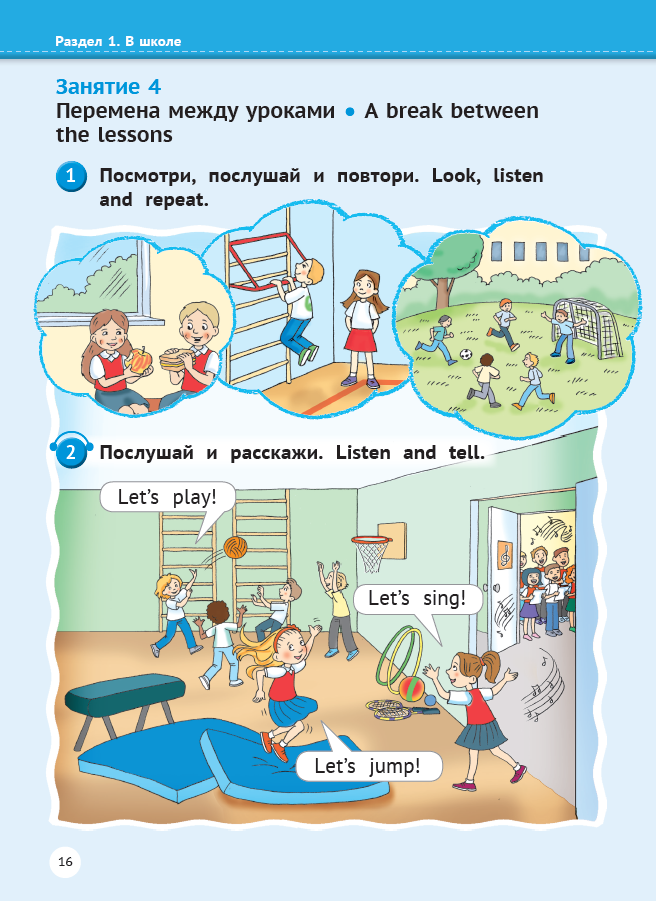 Раздел 1. В школе
Занятие 4
Перемена между уроками • A break between
the lessons
1 Посмотри, послушай и повтори. Look, listen
and repeat.
2 Послушай и расскажи. Listen and tell.
Let’s play!
Let’s sing!
Let’s jump!
16